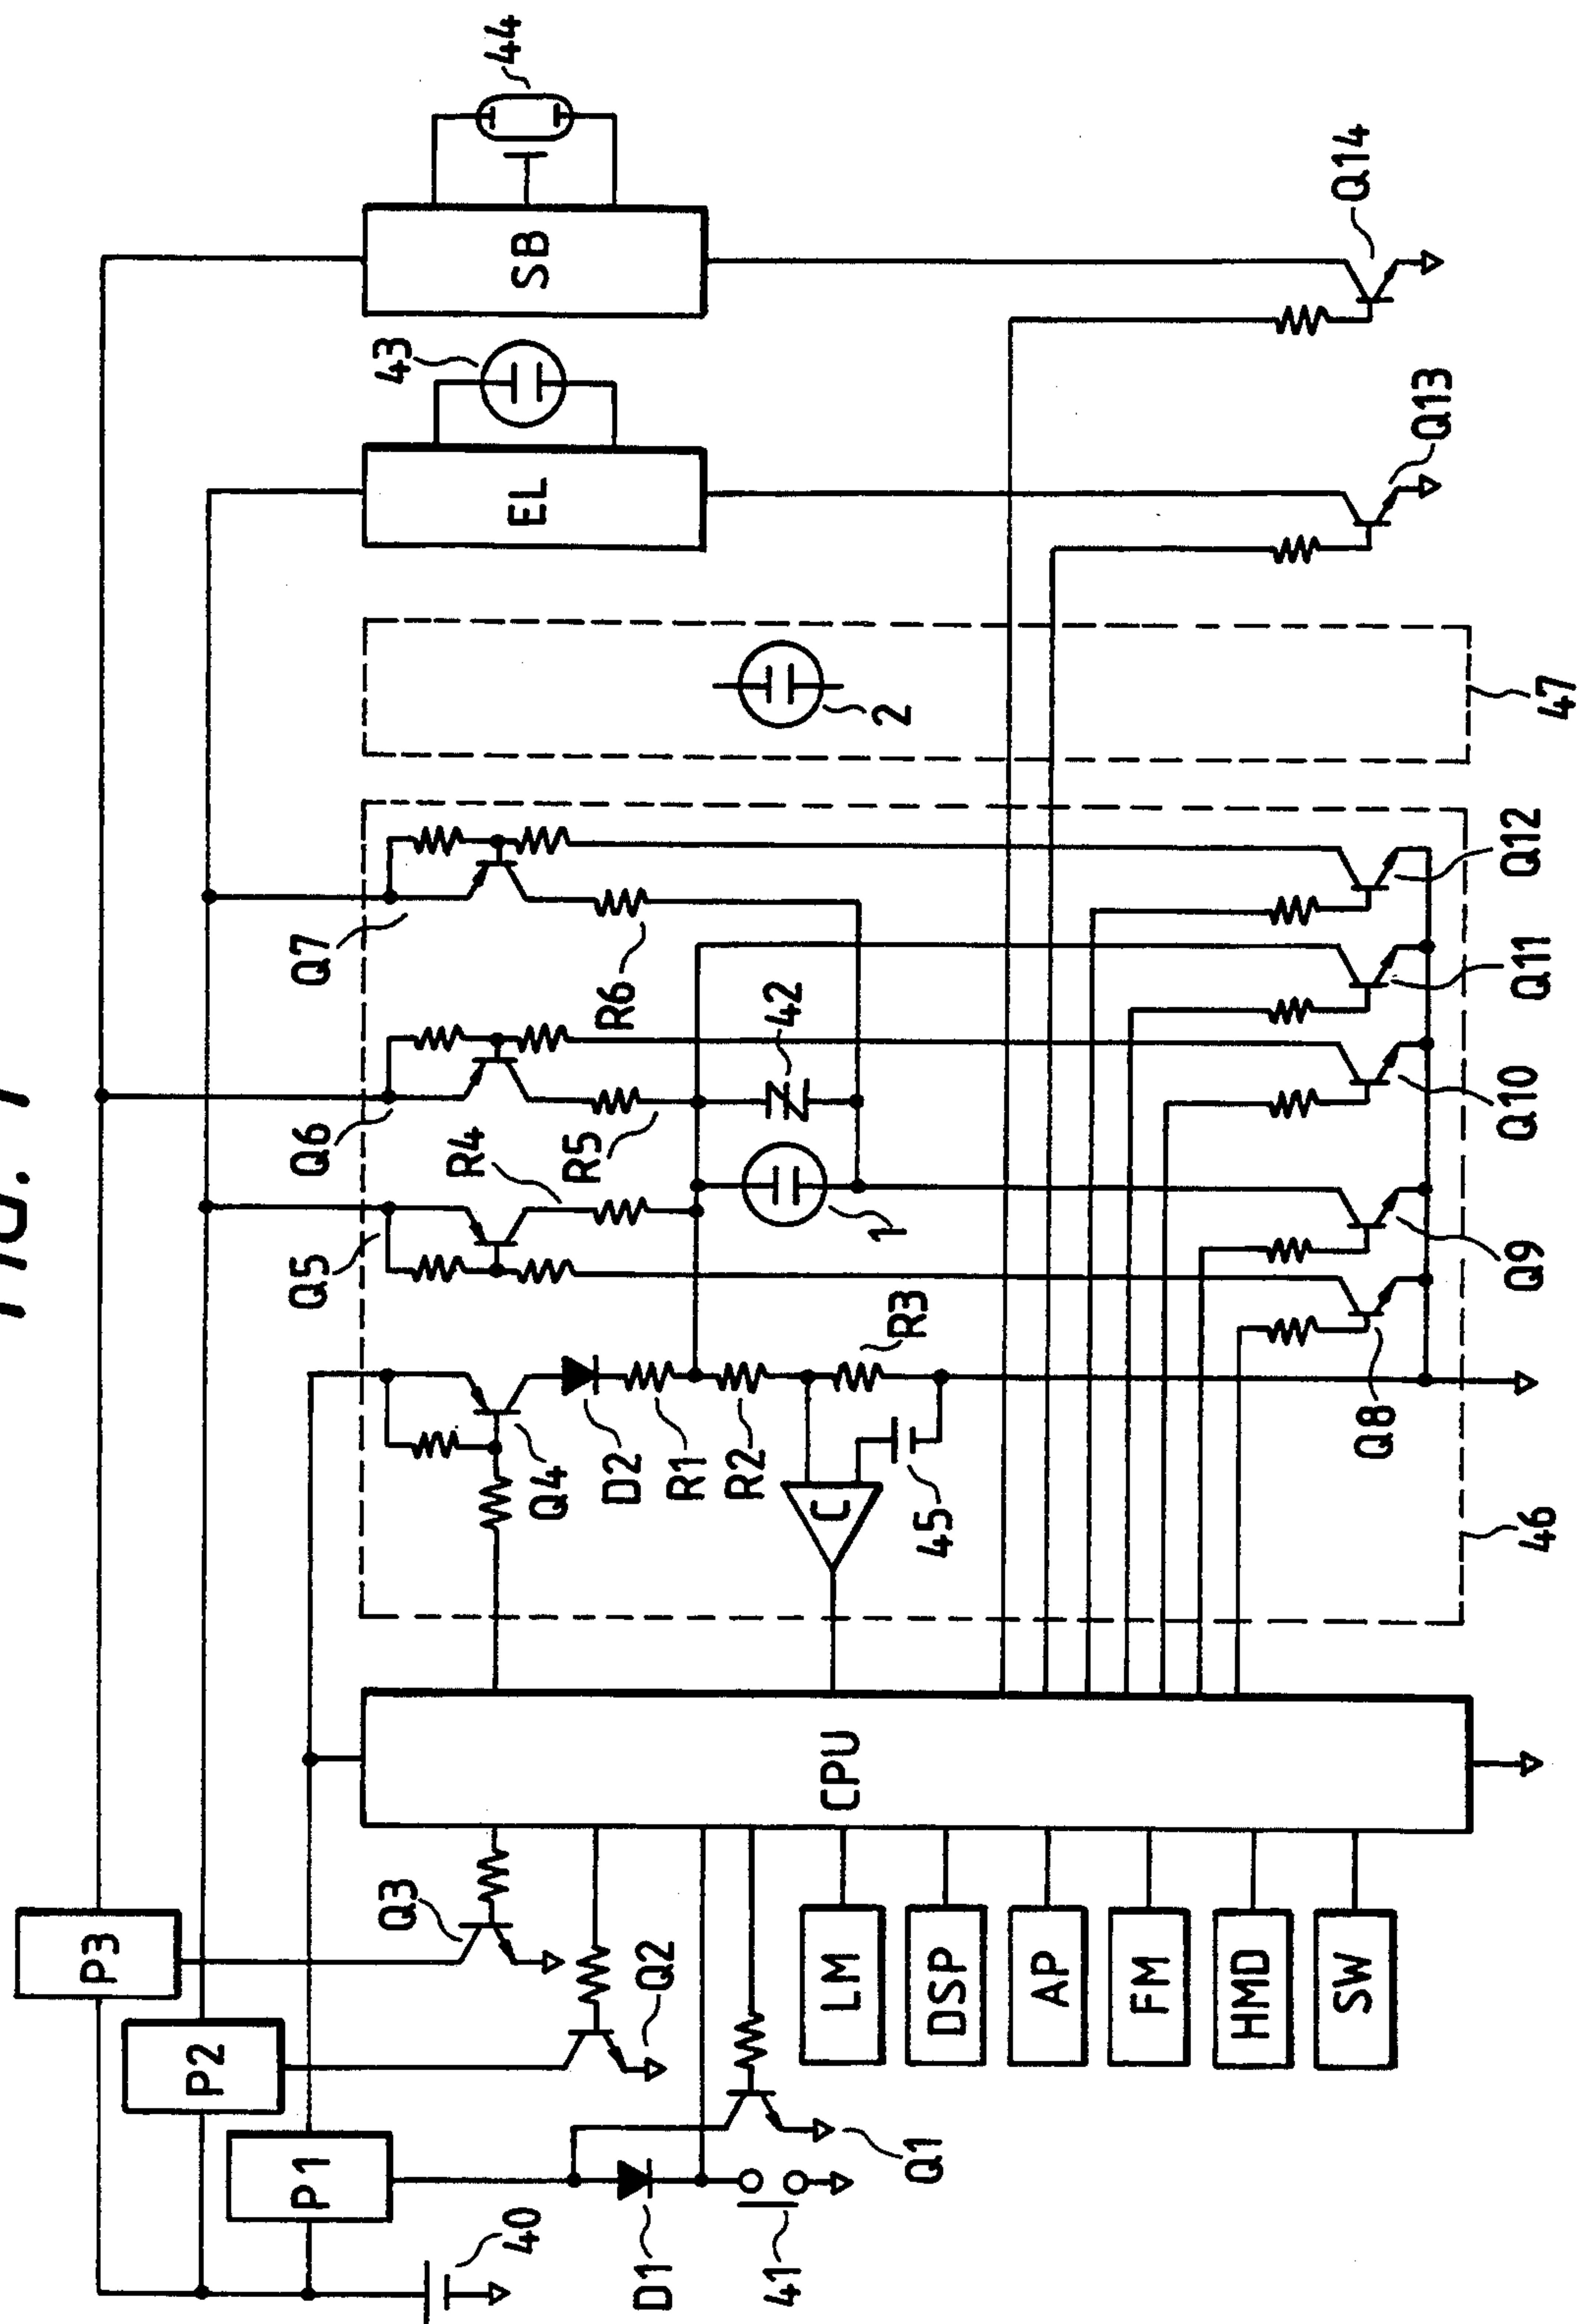 FIG.
P3
P2
P1
40
D1
41
Q1
Q2
Q3
LM
DSP
AP
FM
HMD
SW
CPU
Q4
D2
R1
R2
R3
C
45
Q5
R4
Q6
R5
Q7
R6
42
1
Q8
Q9
Q10
Q11
Q12
46
2
47
EL
43
SB
44
Q13
Q14